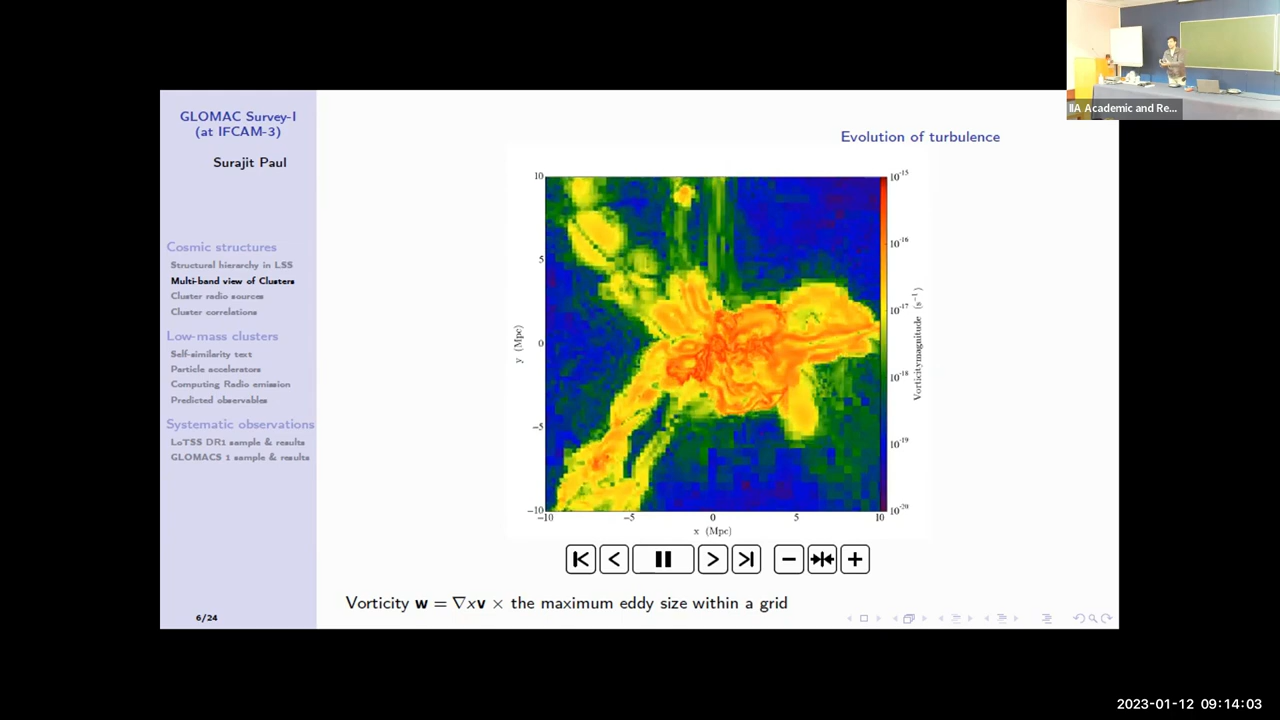 GLOMAC Survey-I
(at IFCAM-3)
Surajit Paul
Cosmic structures
Structural hierarchy in LSS
Multi-band view of Clusters
Cluster radio sources
Cluster correlations
Low-mass clusters
Self-similarity text
Particle accelerators
Computing Radio emission
Predicted observables
Systematic observations
LoTSS DR1 sample & results
GLOMACS 1 sample & results
6/24
Evolution of turbulence
10
5
0
−5
−10
y (Mpc)
−10
−5
0
5
10
x (Mpc)
10⁻¹⁵
10⁻¹⁶
10⁻¹⁷
10⁻¹⁸
10⁻¹⁹
10⁻²⁰
Vorticitymagnitude (s⁻¹)
Vorticity w = ∇xv × the maximum eddy size within a grid
IIA Academic and Re...
2023-01-12 09:14:03